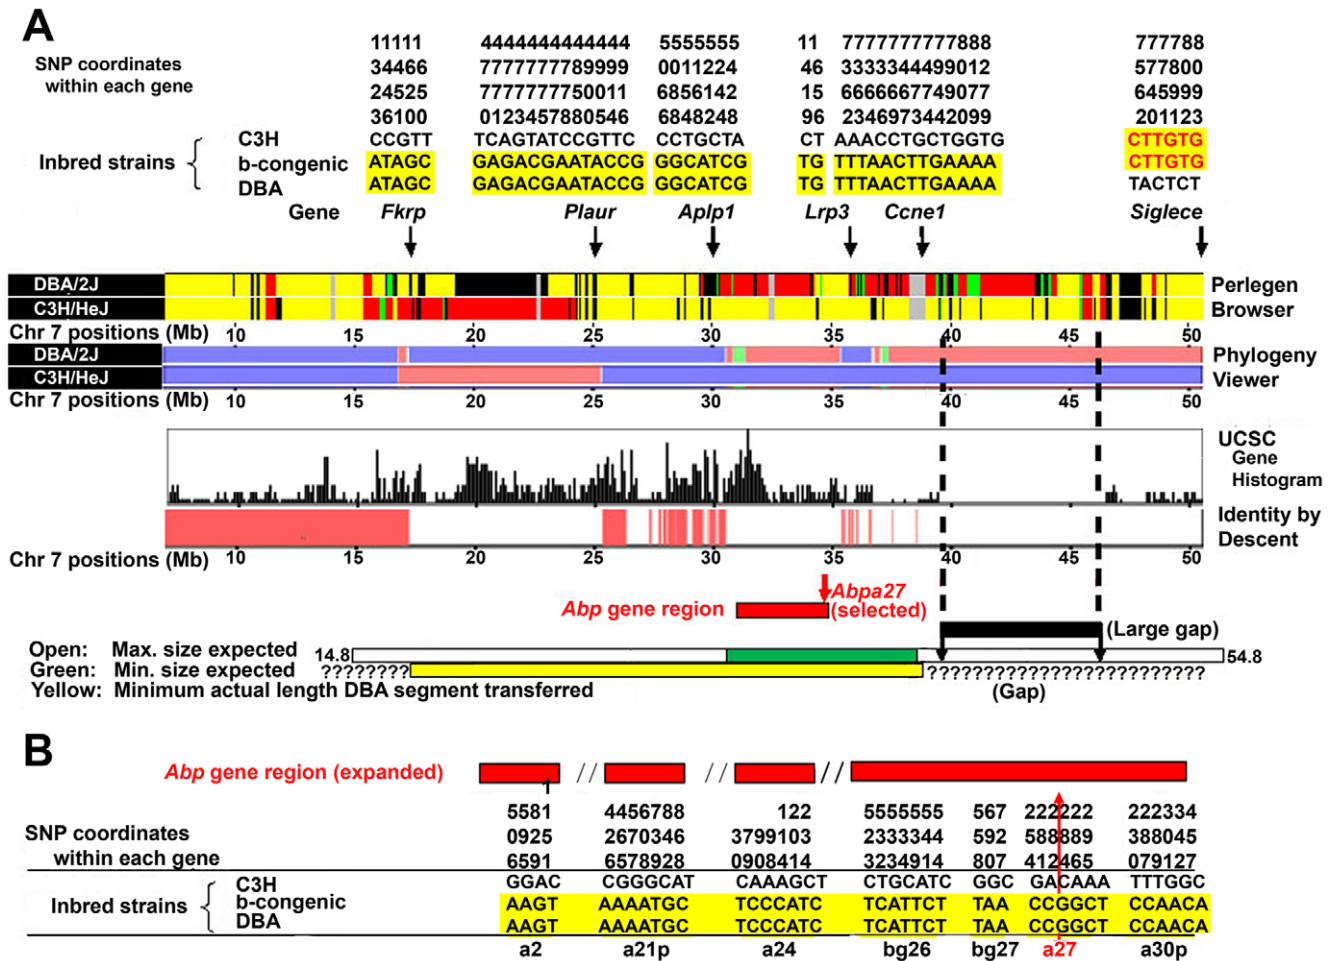 A
11111 4444444444444 5555555 11 7777777777888 777788
SNP coordinates 34466 7777777789999 0011224 46 3333344499012 577800
within each gene 24525 7777777750011 6856142 15 6666667749077 645999
36100 0123457880546 6848248 96 2346973442099 201123
C3H CCGTT TCAGTATCCGTTC CCTGCTA CT AAACCTGCTGGTG CTTGTG
Inbred strains b-congenic ATAGC GAGACGAATACCG GGCATCG TG TTTAACTTGAAAA CTTGTG
DBA ATAGC GAGACGAATACCG GGCATCG TG TTTAACTTGAAAA TACTCT
Gene Fkrp Plaur Aplp1 Lrp3 Ccne1 Siglece
DBA/2J Perlegen
C3H/HeJ Browser
Chr 7 positions (Mb) 10 15 20 25 30 35 40 45 50
DBA/2J Phylogeny
C3H/HeJ Viewer
Chr 7 positions (Mb) 10 15 20 25 30 35 40 45 50
UCSC
Gene
Histogram
Identity by
Descent
Chr 7 positions (Mb) 10 15 20 25 30 35 40 45 50
Abpa27
Abp gene region (selected)
(Large gap)
Open: Max. size expected 14.8 54.8
Green: Min. size expected ???????? ?????????????????????????
Yellow: Minimum actual length DBA segment transferred (Gap)
B
Abp gene region (expanded) // // //
5581 4456788 122 5555555 567 222222 222334
SNP coordinates 0925 2670346 3799103 2333344 592 588889 388045
within each gene 6591 6578928 0908414 3234914 807 412465 079127
C3H GGAC CGGGCAT CAAAGCT CTGCATC GGC GACAAA TTTGGC
Inbred strains b-congenic AAGT AAAATGC TCCCATC TCATTCT TAA CCGGCT CCAACA
DBA AAGT AAAATGC TCCCATC TCATTCT TAA CCGGCT CCAACA
a2 a21p a24 bg26 bg27 a27 a30p